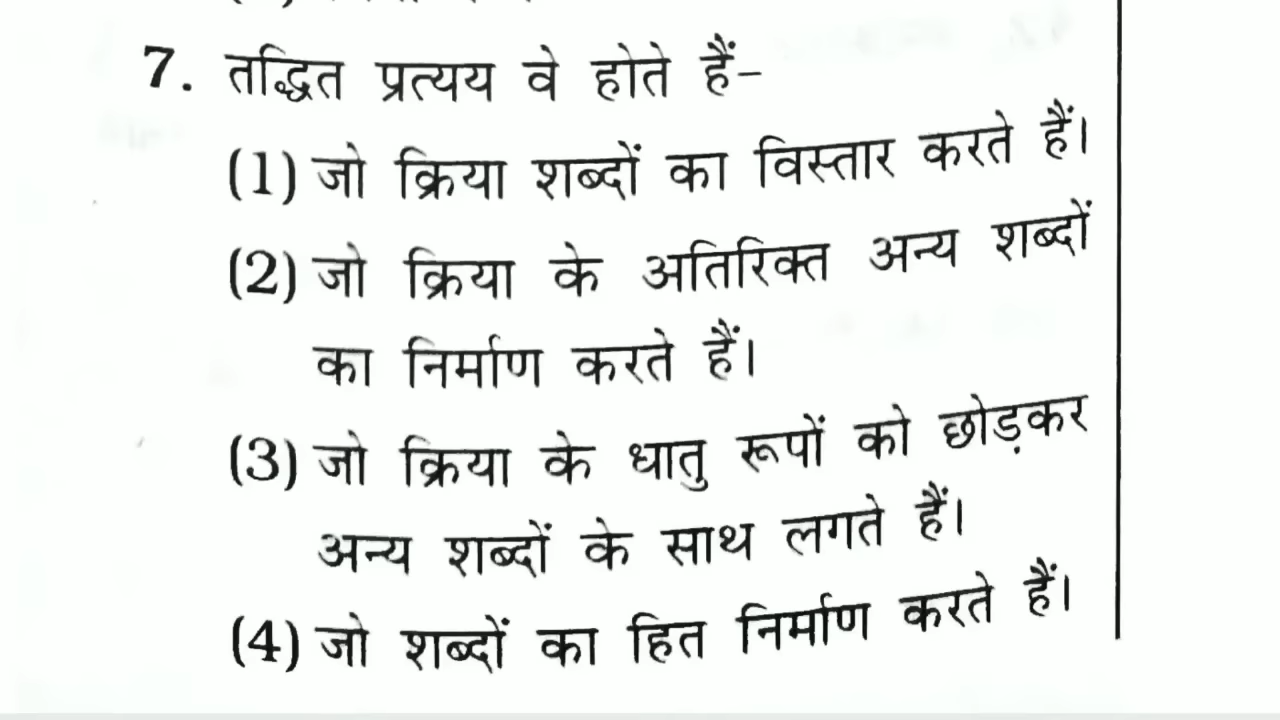 7. तद्धित प्रत्यय वे होते हैं-
(1) जो क्रिया शब्दों का विस्तार करते हैं।
(2) जो क्रिया के अतिरिक्त अन्य शब्दों
का निर्माण करते हैं।
(3) जो क्रिया के धातु रूपों को छोड़कर
अन्य शब्दों के साथ लगते हैं।
(4) जो शब्दों का हित निर्माण करते हैं।